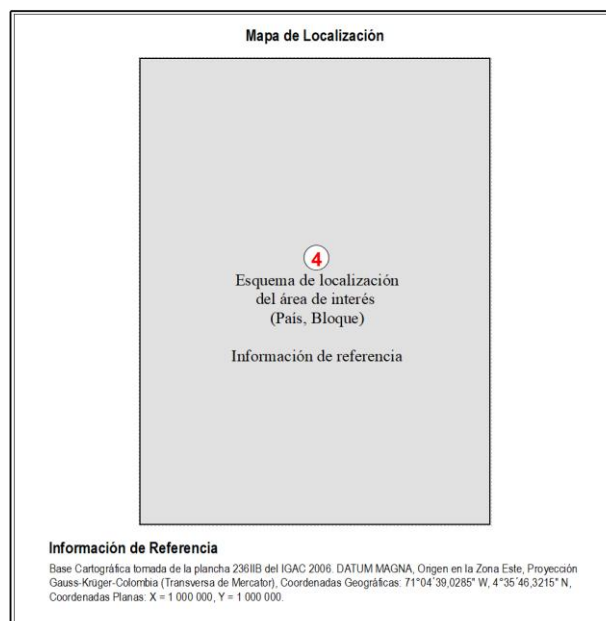 Mapa de Localización
4
Esquema de localización
del área de interés
(País, Bloque)
Información de referencia
Información de Referencia
Base Cartográfica tomada de la plancha 236IIB del IGAC 2006. DATUM MAGNA, Origen en la Zona Este, Proyección
Gauss-Krüger-Colombia (Transversa de Mercator), Coordenadas Geográficas: 71°04´39,0285" W, 4°35´46,3215" N,
Coordenadas Planas: X = 1 000 000, Y = 1 000 000.